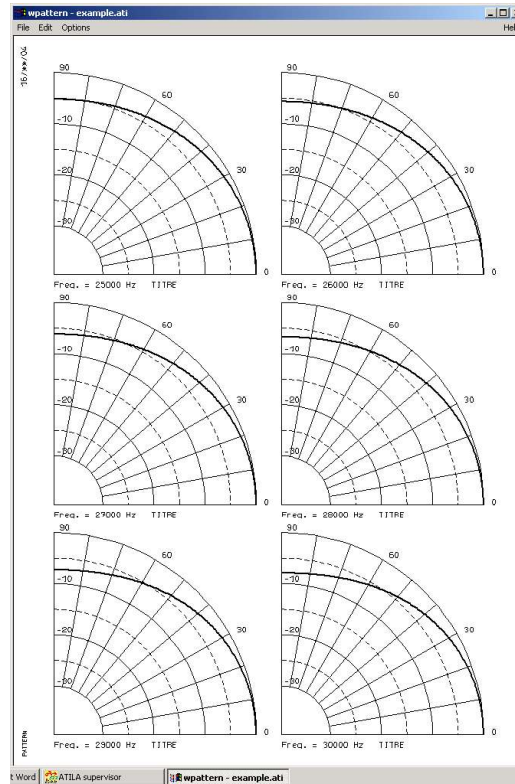 wpattern - example.ati
File Edit Options Hel
16/**/04
90 60 30 0 -10 -20 -30
Freq. = 25000 Hz TITRE
90 60 30 0 -10 -20 -30
Freq. = 26000 Hz TITRE
90 60 30 0 -10 -20 -30
Freq. = 27000 Hz TITRE
90 60 30 0 -10 -20 -30
Freq. = 28000 Hz TITRE
90 60 30 0 -10 -20 -30
Freq. = 29000 Hz TITRE
90 60 30 0 -10 -20 -30
Freq. = 30000 Hz TITRE
PATTERN
t Word ATILA supervisor wpattern - example.ati